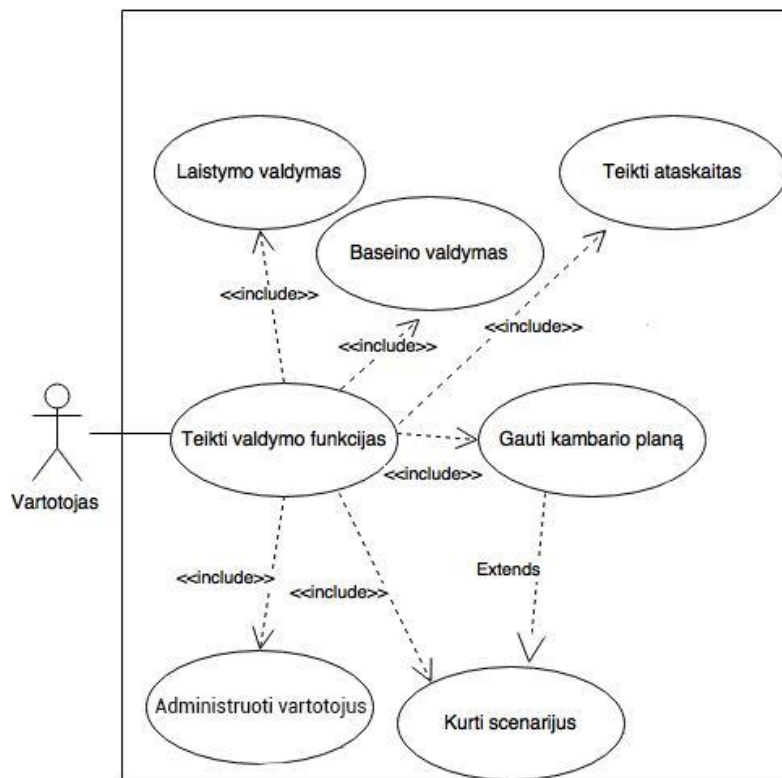 Laistymo valdymas
Teikti ataskaitas
Baseino valdymas
<<include>>
<<include>>
<<include>>
Teikti valdymo funkcijas
Gauti kambario planą
<<include>>
Vartotojas
Extends
<<include>>
<<include>>
Administruoti vartotojus
Kurti scenarijus